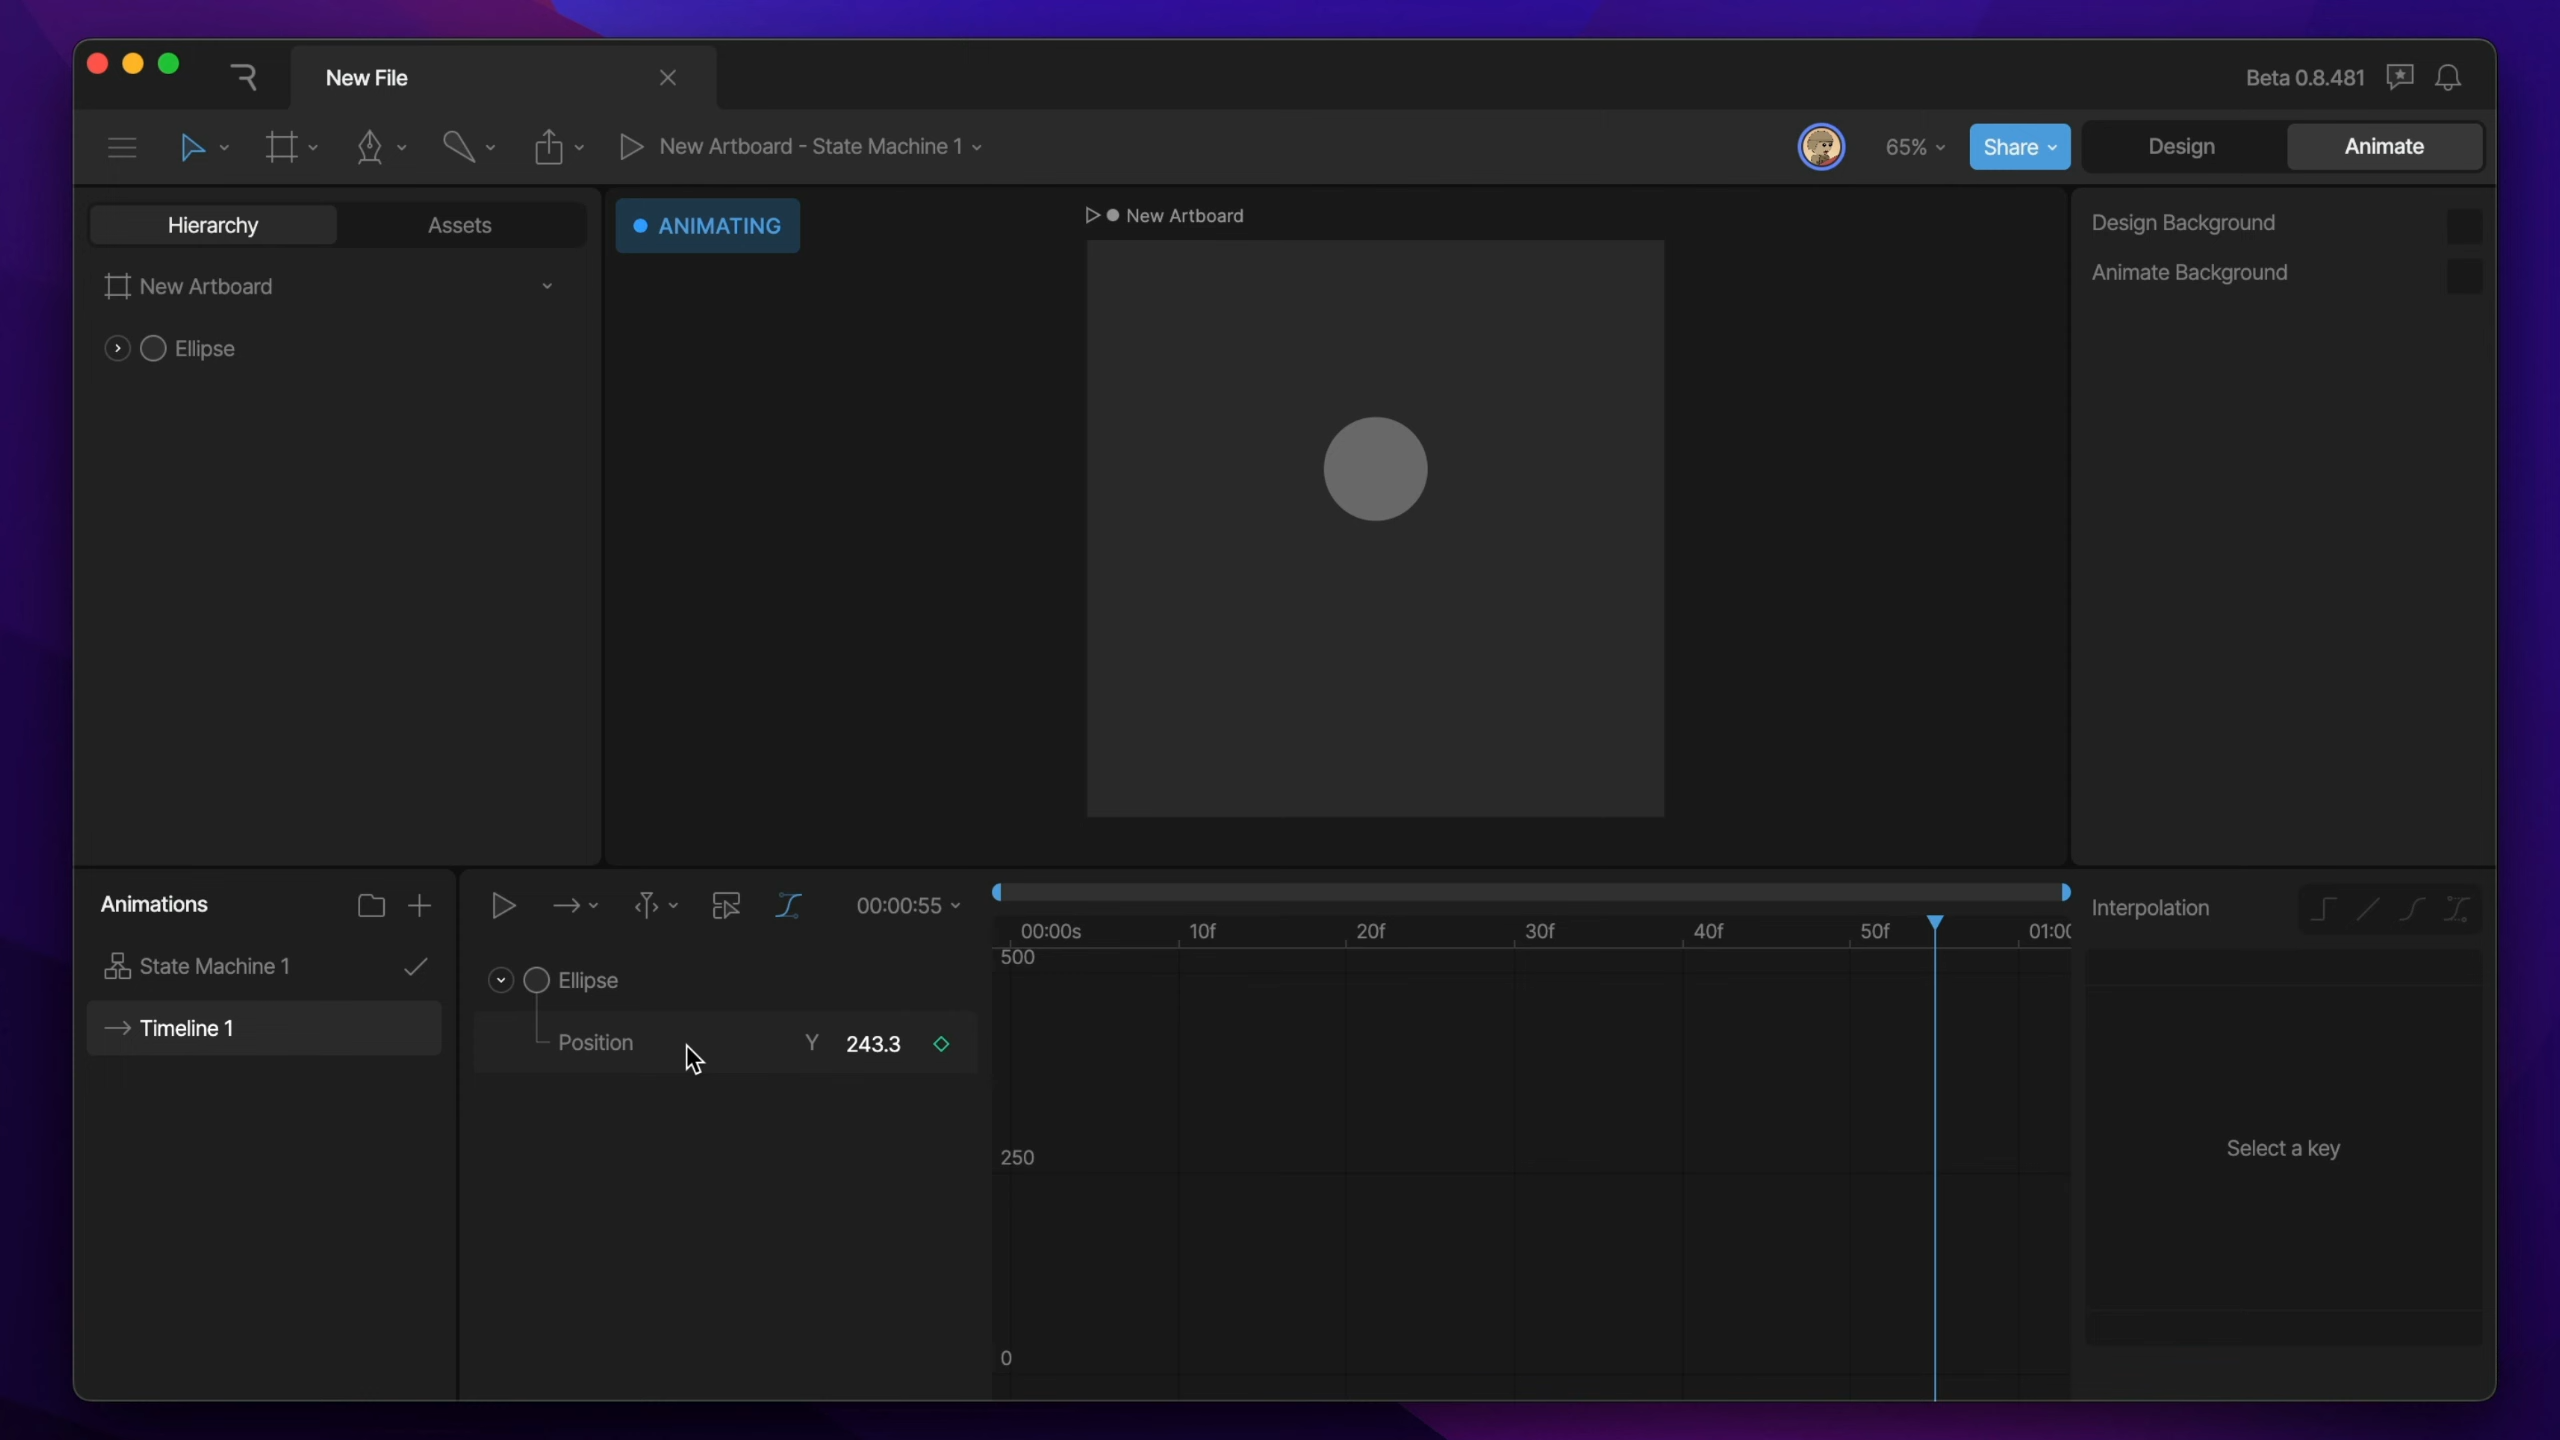 New File
Beta 0.8.481
New Artboard - State Machine 1
65%
Share
Design
Animate
Hierarchy
Assets
New Artboard
Ellipse
ANIMATING
New Artboard
Design Background
Animate Background
Animations
State Machine 1
Timeline 1
00:00:55
Ellipse
Position
Y
243.3
00:00s
10f
20f
30f
40f
50f
01:00
500
250
0
Interpolation
Select a key